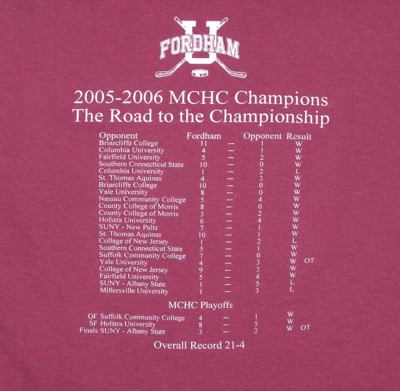 FORDHAM
U
2005-2006 MCHC Champions
The Road to the Championship
Opponent Fordham Opponent Result
Briarcliffe College 11 – 1 W
Columbia University 4 – 1 W
Fairfield University 5 – 2 W
Southern Connecticut State 10 – 0 W
Columbia University 1 – 2 L
St. Thomas Aquinas 4 – 3 W
Briarcliffe College 10 – 0 W
Yale University 8 – 0 W
Nassau Community College 5 – 4 W
County College of Morris 8 – 0 W
County College of Morris 3 – 2 W
Hofstra University 6 – 4 W
SUNY - New Paltz 7 – 1 W
St. Thomas Aquinas 10 – 1 W
College of New Jersey 1 – 2 L
Southern Connecticut State 5 – 1 W
Suffolk Community College 7 – 0 W
Yale University 4 – 3 W OT
College of New Jersey 9 – 3 W
Fairfield University 5 – 4 W
SUNY - Albany State 1 – 5 L
Millersville University 1 – 3 L
MCHC Playoffs
QF Suffolk Community College 4 – 1 W
SF Hofstra University 8 – 5 W
Finals SUNY - Albany State 3 – 2 W OT
Overall Record 21-4